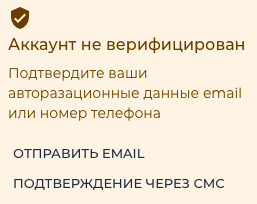 Аккаунт не верифицирован
Подтвердите ваши
авторазационные данные email
или номер телефона
ОТПРАВИТЬ EMAIL
ПОДТВЕРЖДЕНИЕ ЧЕРЕЗ СМС